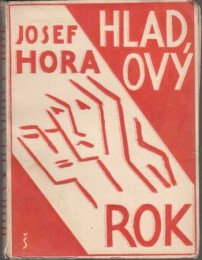 JOSEF
HORA
HLAD,
OVÝ
ROK
Š